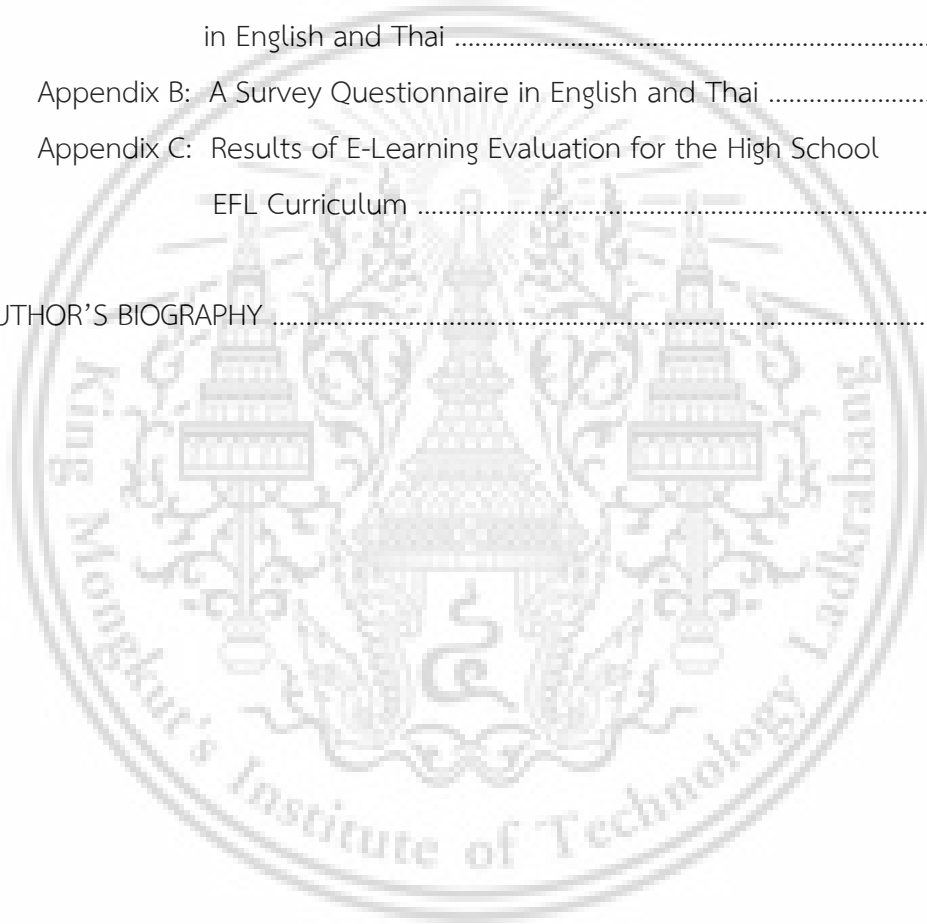 in English and Thai ................................................................
Appendix B: A Survey Questionnaire in English and Thai ......................
Appendix C: Results of E-Learning Evaluation for the High School
EFL Curriculum ......................................................................
UTHOR'S BIOGRAPHY ................................................................
King Mongkut's Institute of Technology Ladkrabang